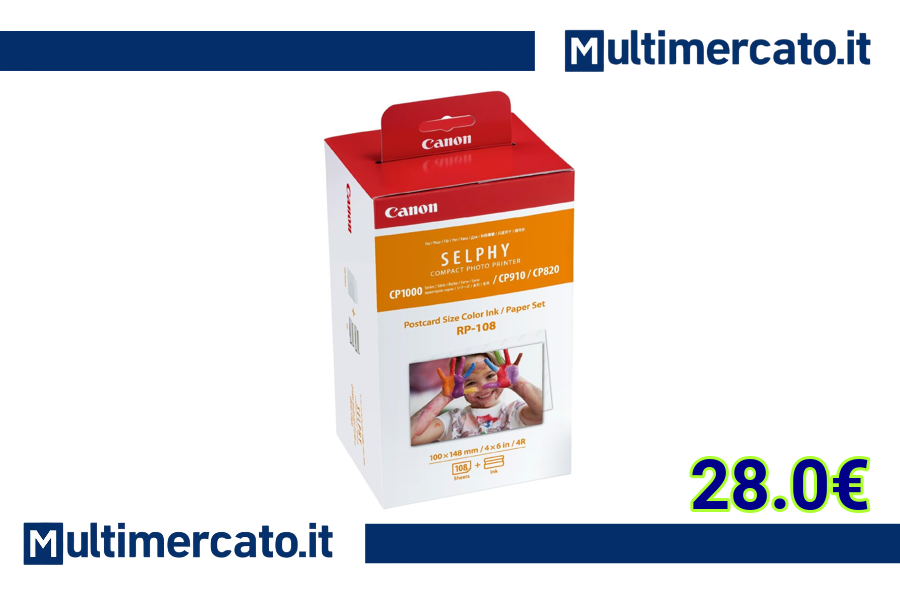 Multimercato.it
Canon
Canon
Canon
SELPHY
COMPACT PHOTO PRINTER
CP1000 / CP910 / CP820
Postcard Size Color Ink / Paper Set
RP-108
100 × 148 mm / 4 × 6 in / 4R
108 +
Sheets Ink
28.0€
Multimercato.it